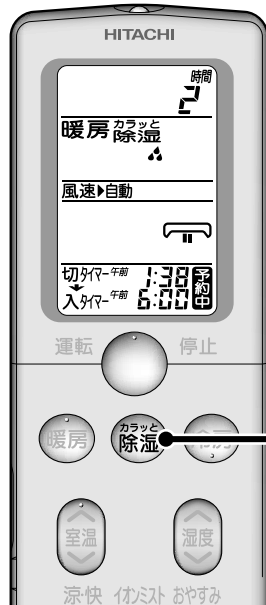 HITACHI
時間
2
暖房 カラッと除湿
風速▶自動
切タイマー午前 1:38
入タイマー午前 6:00
予約中
運転 停止
暖房 カラッと除湿 冷房
室温 湿度
涼快 イオンミスト おやすみ